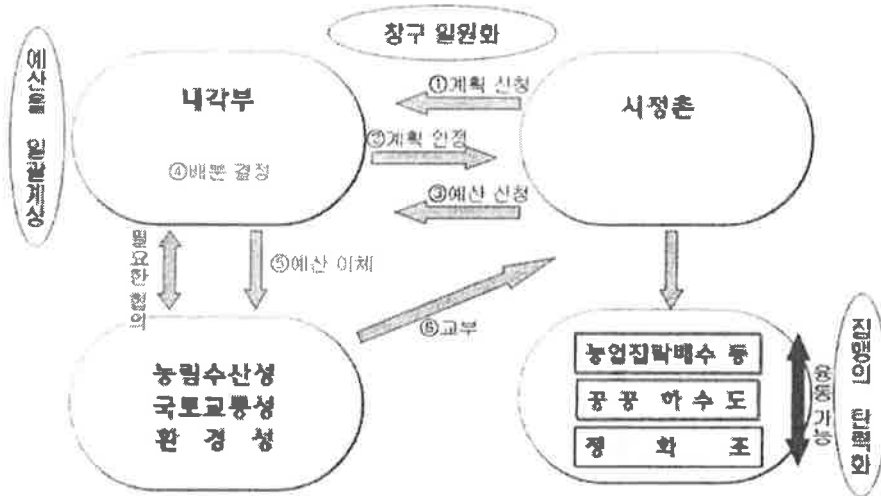 창구 일원화
예산을 일괄계상
내각부
①계획 신청
시정촌
②계획 인정
④배분 결정
③예산 신청
필요한 협의
⑤예산 이체
⑥교부
농림수산성
국토교통성
환 경 성
농업집락배수 등
공 공 하 수 도
정 화 조
융통 가능
집행의 탄력화